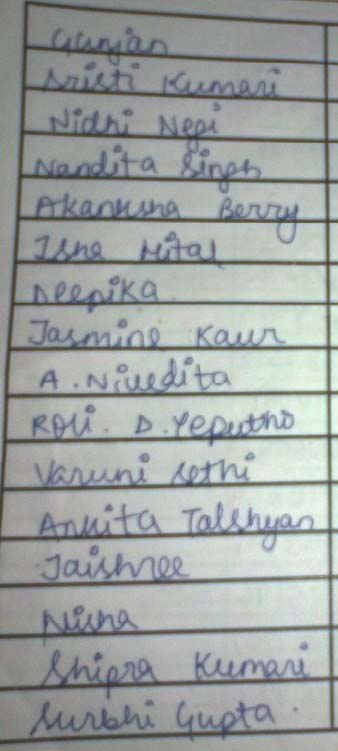 Gunjan
Sristi Kumari
Nidhi Negi
Nandita Singh
Akanksha Berry
Isha Mital
Deepika
Jasmine Kaur
A. Nivedita
Roli. D. Yeputho
Varuni Sethi
Ankita Talshyan
Jaishree
Nisha
Shipra Kumari
Surbhi Gupta.